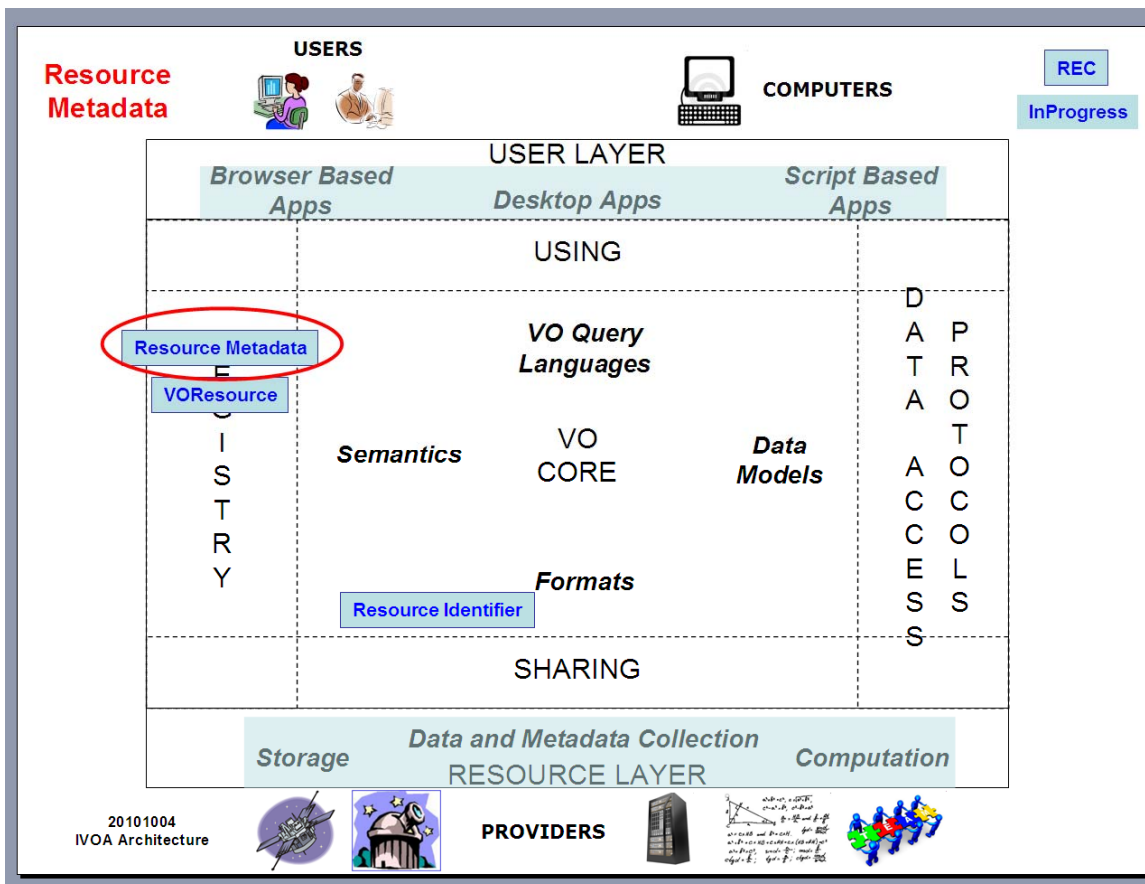 Resource
Metadata
USERS
COMPUTERS
REC
InProgress
USER LAYER
Browser Based
Apps
Desktop Apps
Script Based
Apps
USING
Resource Metadata
VOResource
E
I
S
T
R
Y
VO Query
Languages
Semantics
VO
CORE
Data
Models
Formats
Resource Identifier
D
A
T
A
A
C
C
E
S
S
P
R
O
T
O
C
O
L
S
SHARING
Storage
Data and Metadata Collection
Computation
RESOURCE LAYER
20101004
IVOA Architecture
PROVIDERS